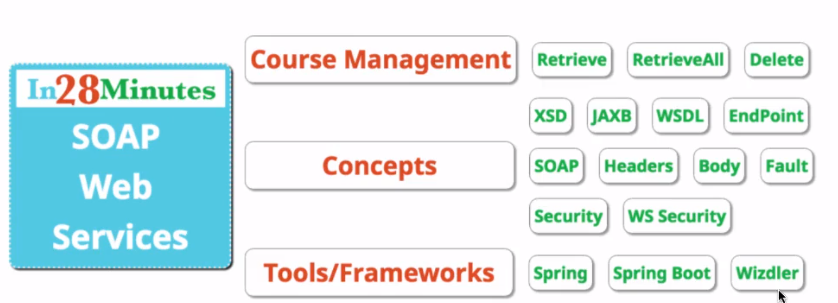 In28Minutes
SOAP
Web
Services
Course Management
Retrieve RetrieveAll Delete
Concepts
XSD JAXB WSDL EndPoint
SOAP Headers Body Fault
Security WS Security
Tools/Frameworks
Spring Spring Boot Wizdler